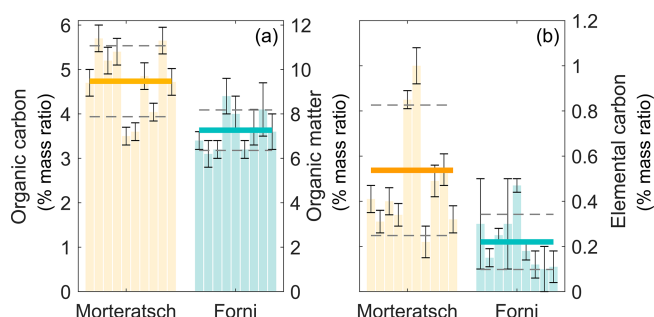 (a)
Organic carbon
(% mass ratio)
6
5
4
3
2
1
0
12
10
8
6
4
2
0
Organic matter
(% mass ratio)
Morteratsch
Forni
(b)
1.2
1
0.8
0.6
0.4
0.2
0
Elemental carbon
(% mass ratio)
Morteratsch
Forni